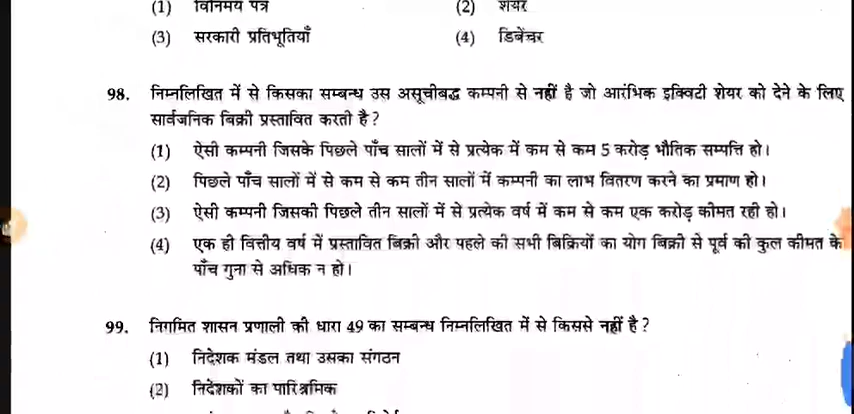 (1) विनिमय पत्र (2) शेयर
(3) सरकारी प्रतिभूतियाँ (4) डिबेंचर
98. निम्नलिखित में से किसका सम्बन्ध उस असूचीबद्ध कम्पनी से नहीं है जो आरंभिक इक्विटी शेयर को देने के लिए
सार्वजनिक बिक्री प्रस्तावित करती है ?
(1) ऐसी कम्पनी जिसके पिछले पाँच सालों में से प्रत्येक में कम से कम 5 करोड़ भौतिक सम्पत्ति हो।
(2) पिछले पाँच सालों में से कम से कम तीन सालों में कम्पनी का लाभ वितरण करने का प्रमाण हो।
(3) ऐसी कम्पनी जिसकी पिछले तीन सालों में से प्रत्येक वर्ष में कम से कम एक करोड़ कीमत रही हो।
(4) एक ही वित्तीय वर्ष में प्रस्तावित बिक्री और पहले की सभी बिक्रियों का योग बिक्री से पूर्व की कुल कीमत के
पाँच गुना से अधिक न हो।
99. निगमित शासन प्रणाली की धारा 49 का सम्बन्ध निम्नलिखित में से किससे नहीं है ?
(1) निदेशक मंडल तथा उसका संगठन
(2) निदेशकों का पारिश्रमिक